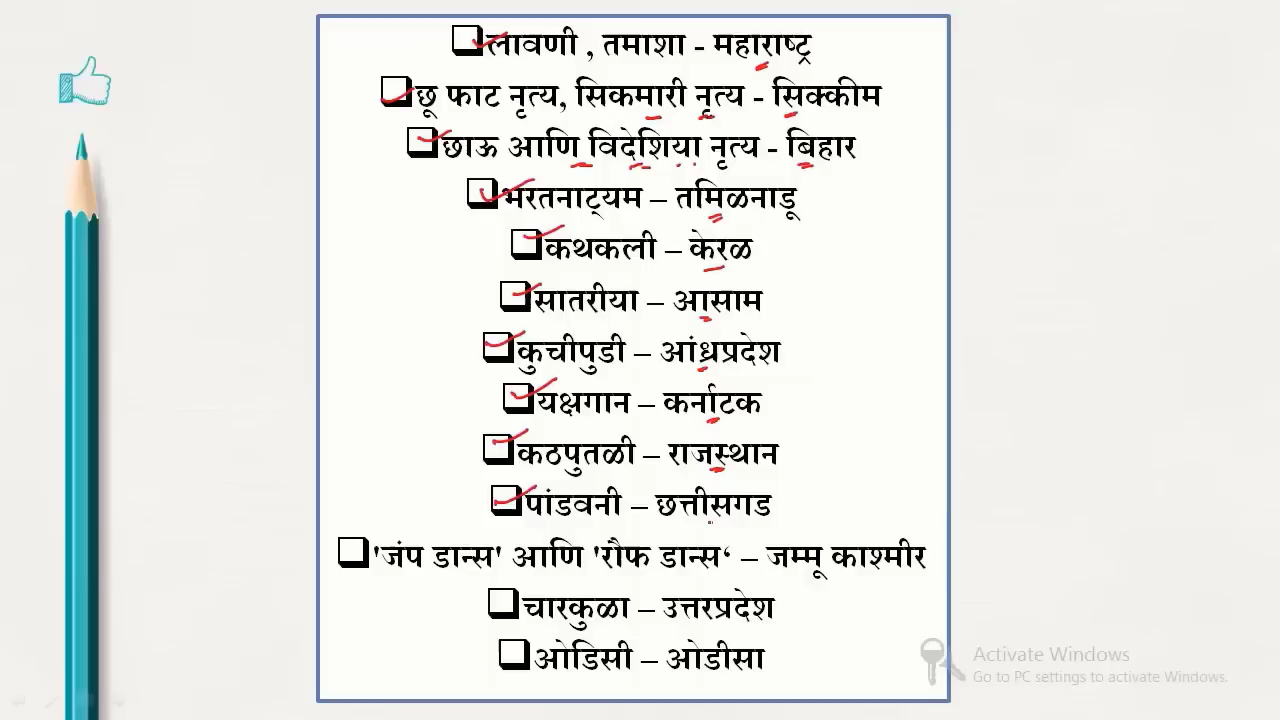 लावणी , तमाशा - महाराष्ट्र
छू फाट नृत्य, सिकमारी नृत्य - सिक्कीम
छाऊ आणि विदेशिया नृत्य - बिहार
भरतनाट्यम – तमिळनाडू
कथकली – केरळ
सातरीया – आसाम
कुचीपुडी – आंध्रप्रदेश
यक्षगान – कर्नाटक
कठपुतळी – राजस्थान
पांडवनी – छत्तीसगड
'जंप डान्स' आणि 'रौफ डान्स‘ – जम्मू काश्मीर
चारकुळा – उत्तरप्रदेश
ओडिसी – ओडीसा
Activate Windows
Go to PC settings to activate Windows.